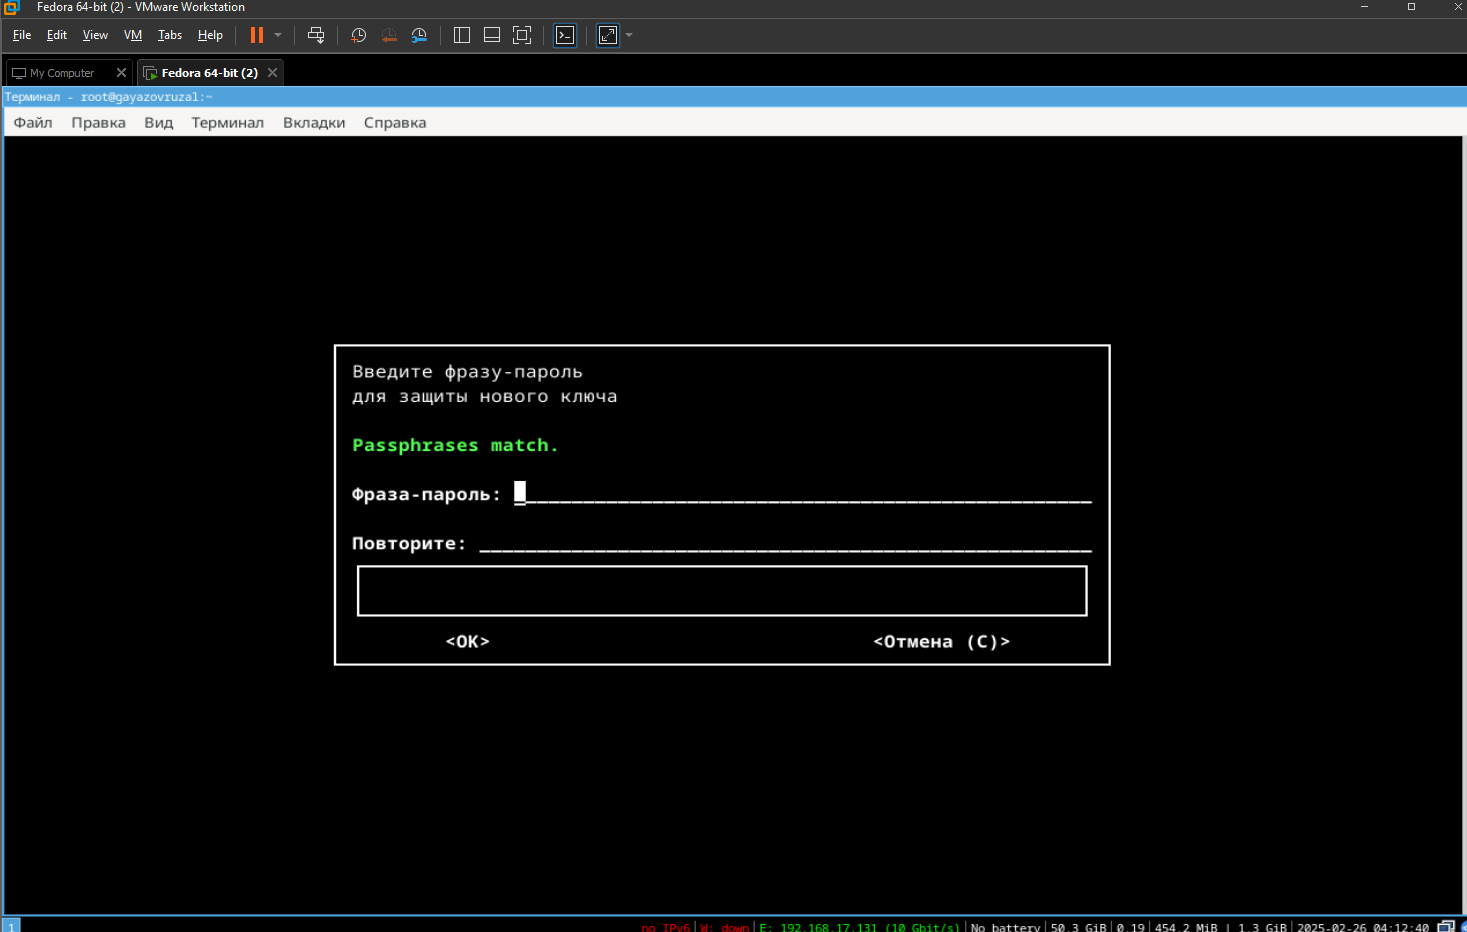 Fedora 64-bit (2) - VMware Workstation
File Edit View VM Tabs Help
My Computer Fedora 64-bit (2)
Терминал - root@gayazovruzal:~
Файл Правка Вид Терминал Вкладки Справка
Введите фразу-пароль
для защиты нового ключа
Passphrases match.
Фраза-пароль:
Повторите:
<OK> <Отмена (C)>
1 no IPv6 | W: down | E: 192.168.17.131 (10 Gbit/s) | No battery | 50.3 GiB | 0.19 | 454.2 MiB | 1.3 GiB | 2025-02-26 04:12:40